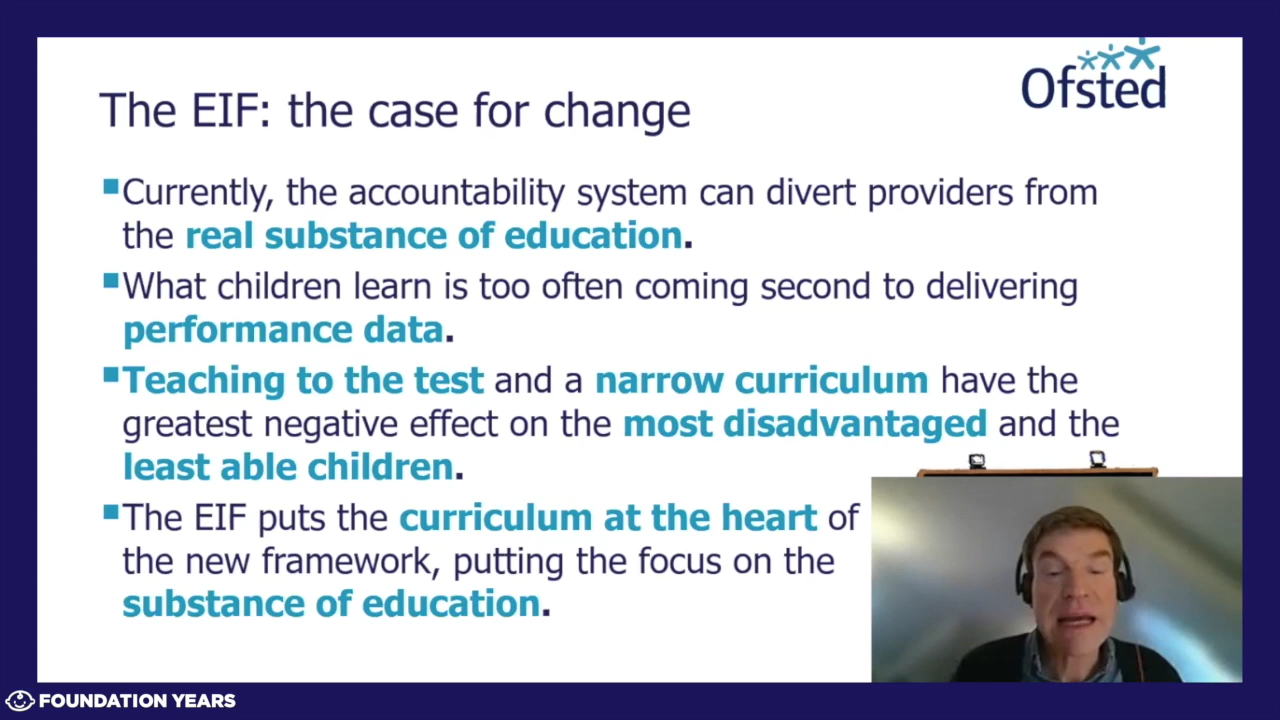 Ofsted
The EIF: the case for change
Currently, the accountability system can divert providers from
the real substance of education.
What children learn is too often coming second to delivering
performance data.
Teaching to the test and a narrow curriculum have the
greatest negative effect on the most disadvantaged and the
least able children.
The EIF puts the curriculum at the heart of
the new framework, putting the focus on the
substance of education.
FOUNDATION YEARS